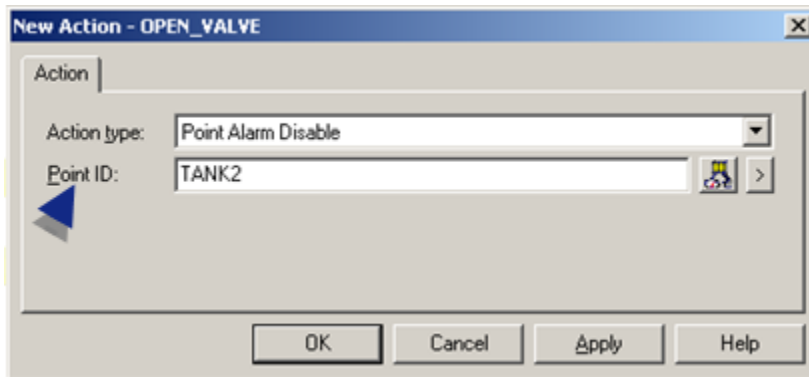 New Action - OPEN_VALVE
Action
Action type: Point Alarm Disable
Point ID: TANK2 >
OK Cancel Apply Help